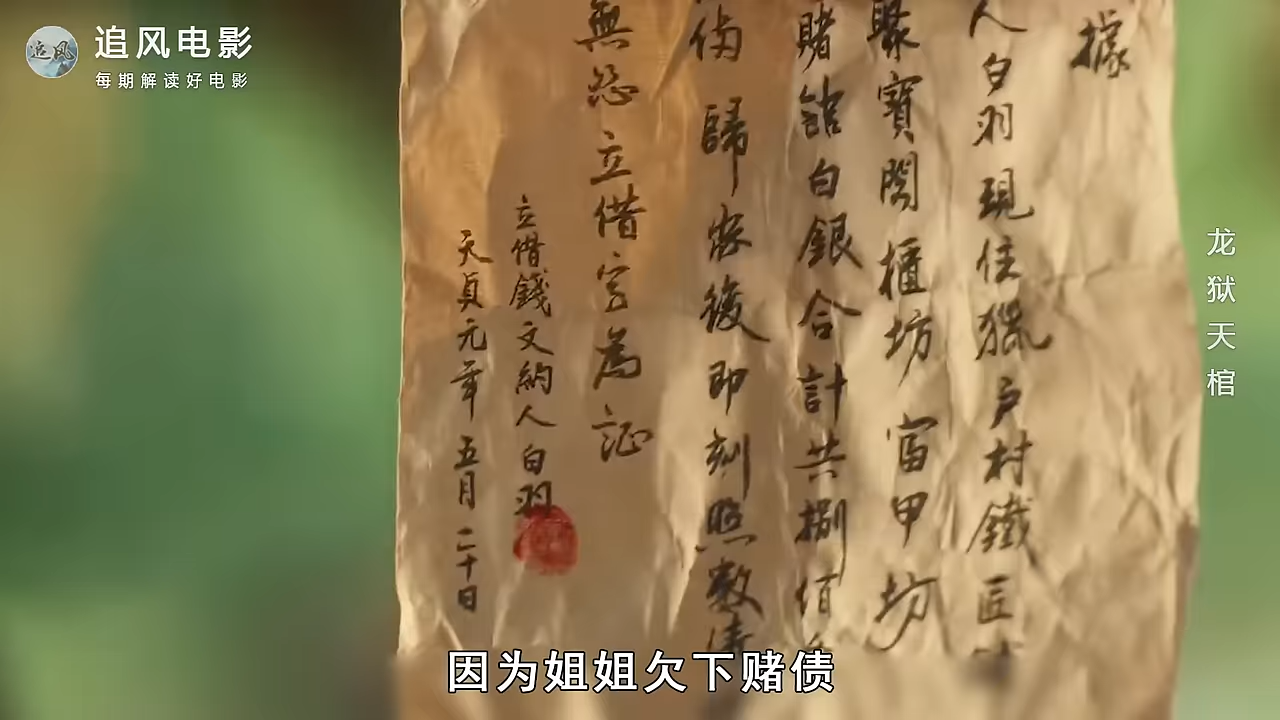 追风电影
每期解读好电影
據
人白羽現住獵户村鐵匠
聚寶閣櫃坊富甲坊
賭館白銀合計共捌佰
歸家後即刻照數清
無怨立借字為証
立借錢文約人白羽
天貞元年五月二十日
龙狱天棺
因为姐姐欠下赌债